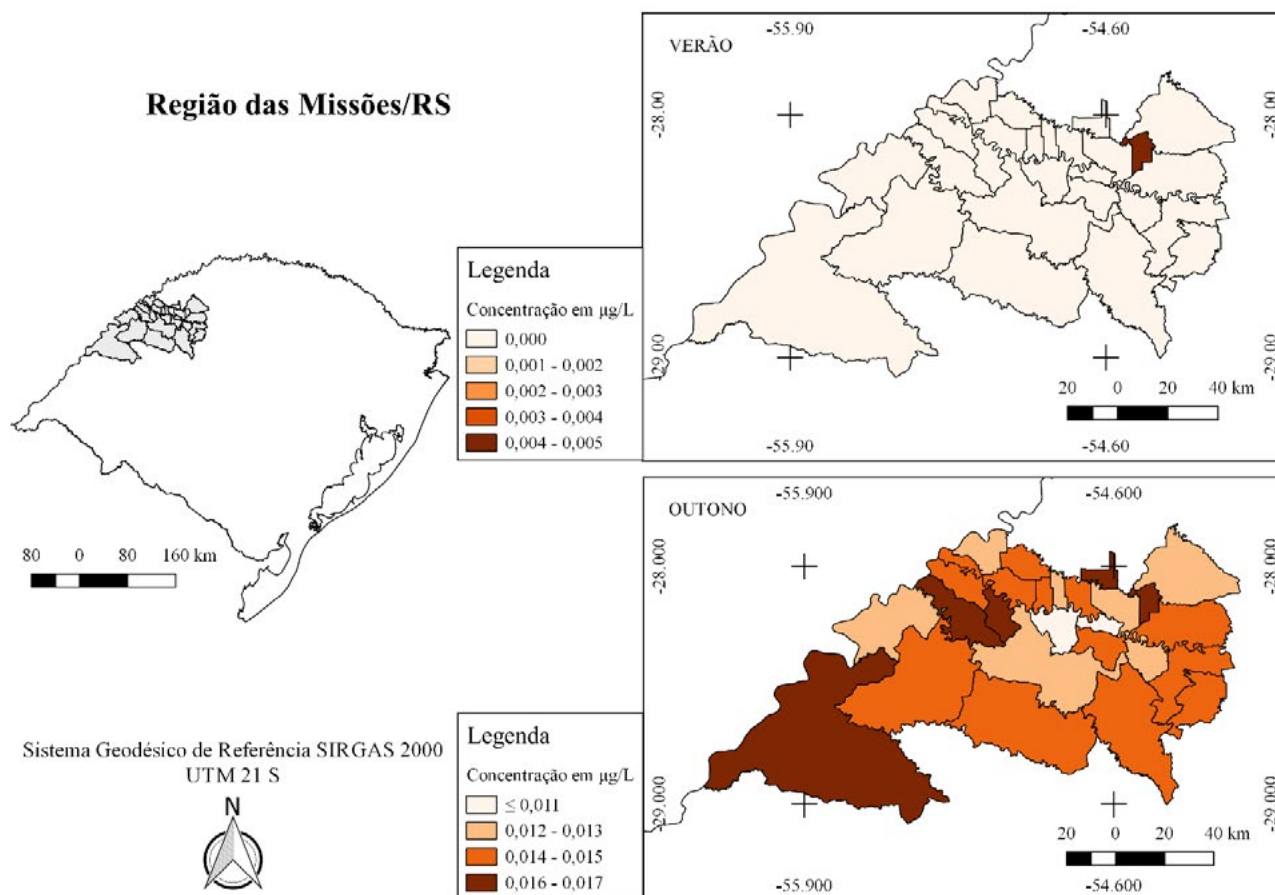 Região das Missões/RS
80 0 80 160 km
Sistema Geodésico de Referência SIRGAS 2000
UTM 21 S
N
Legenda
Concentração em µg/L
0,000
0,001 - 0,002
0,002 - 0,003
0,003 - 0,004
0,004 - 0,005
VERÃO
-55.90 -54.60
-28.00 -28.00
-29.00 -29.00
20 0 20 40 km
-55.90 -54.60
Legenda
Concentração em µg/L
≤ 0,011
0,012 - 0,013
0,014 - 0,015
0,016 - 0,017
OUTONO
-55.900 -54.600
-28.000 -28.000
-29.000 -29.000
20 0 20 40 km
-55.900 -54.600